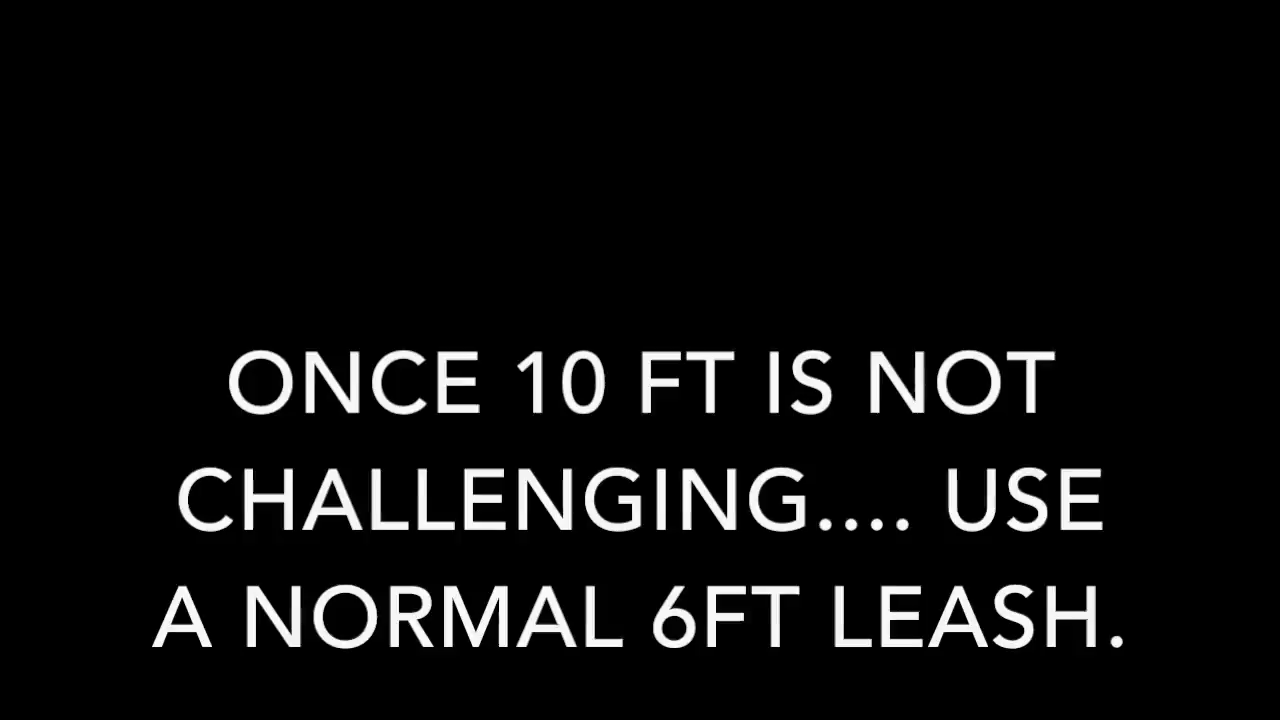 ONCE 10 FT IS NOT
CHALLENGING.... USE
A NORMAL 6FT LEASH.